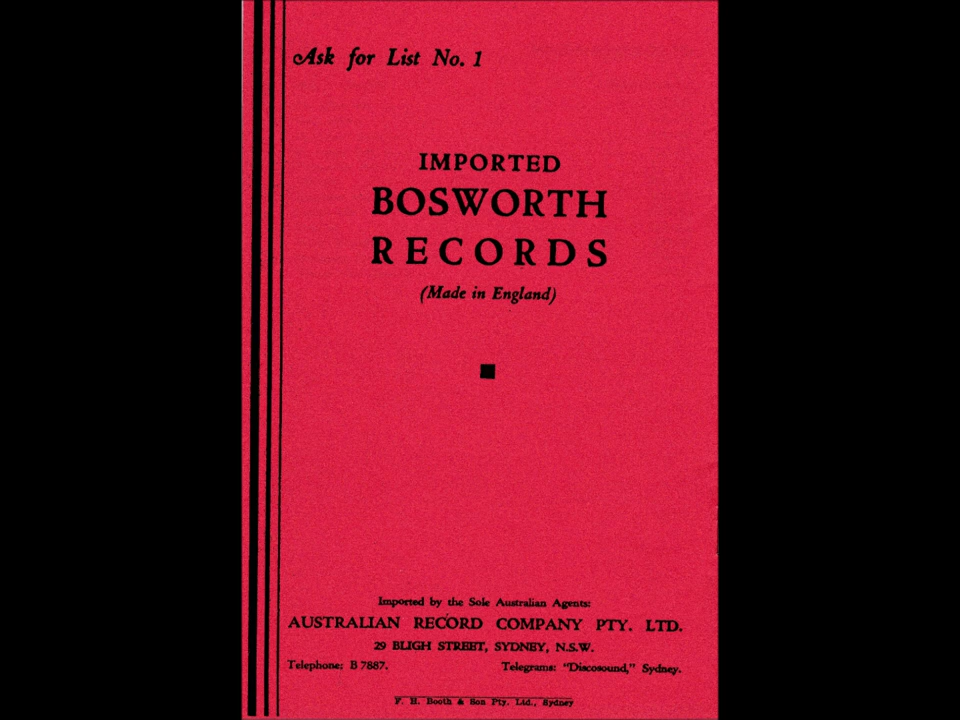 Ask for List No. 1
IMPORTED
BOSWORTH
RECORDS
(Made in England)
Imported by the Sole Australian Agents:
AUSTRALIAN RECORD COMPANY PTY. LTD.
29 BLIGH STREET, SYDNEY, N.S.W.
Telephone: B 7887. Telegrams: "Discosound," Sydney.
F. H. Booth & Son Pty. Ltd., Sydney